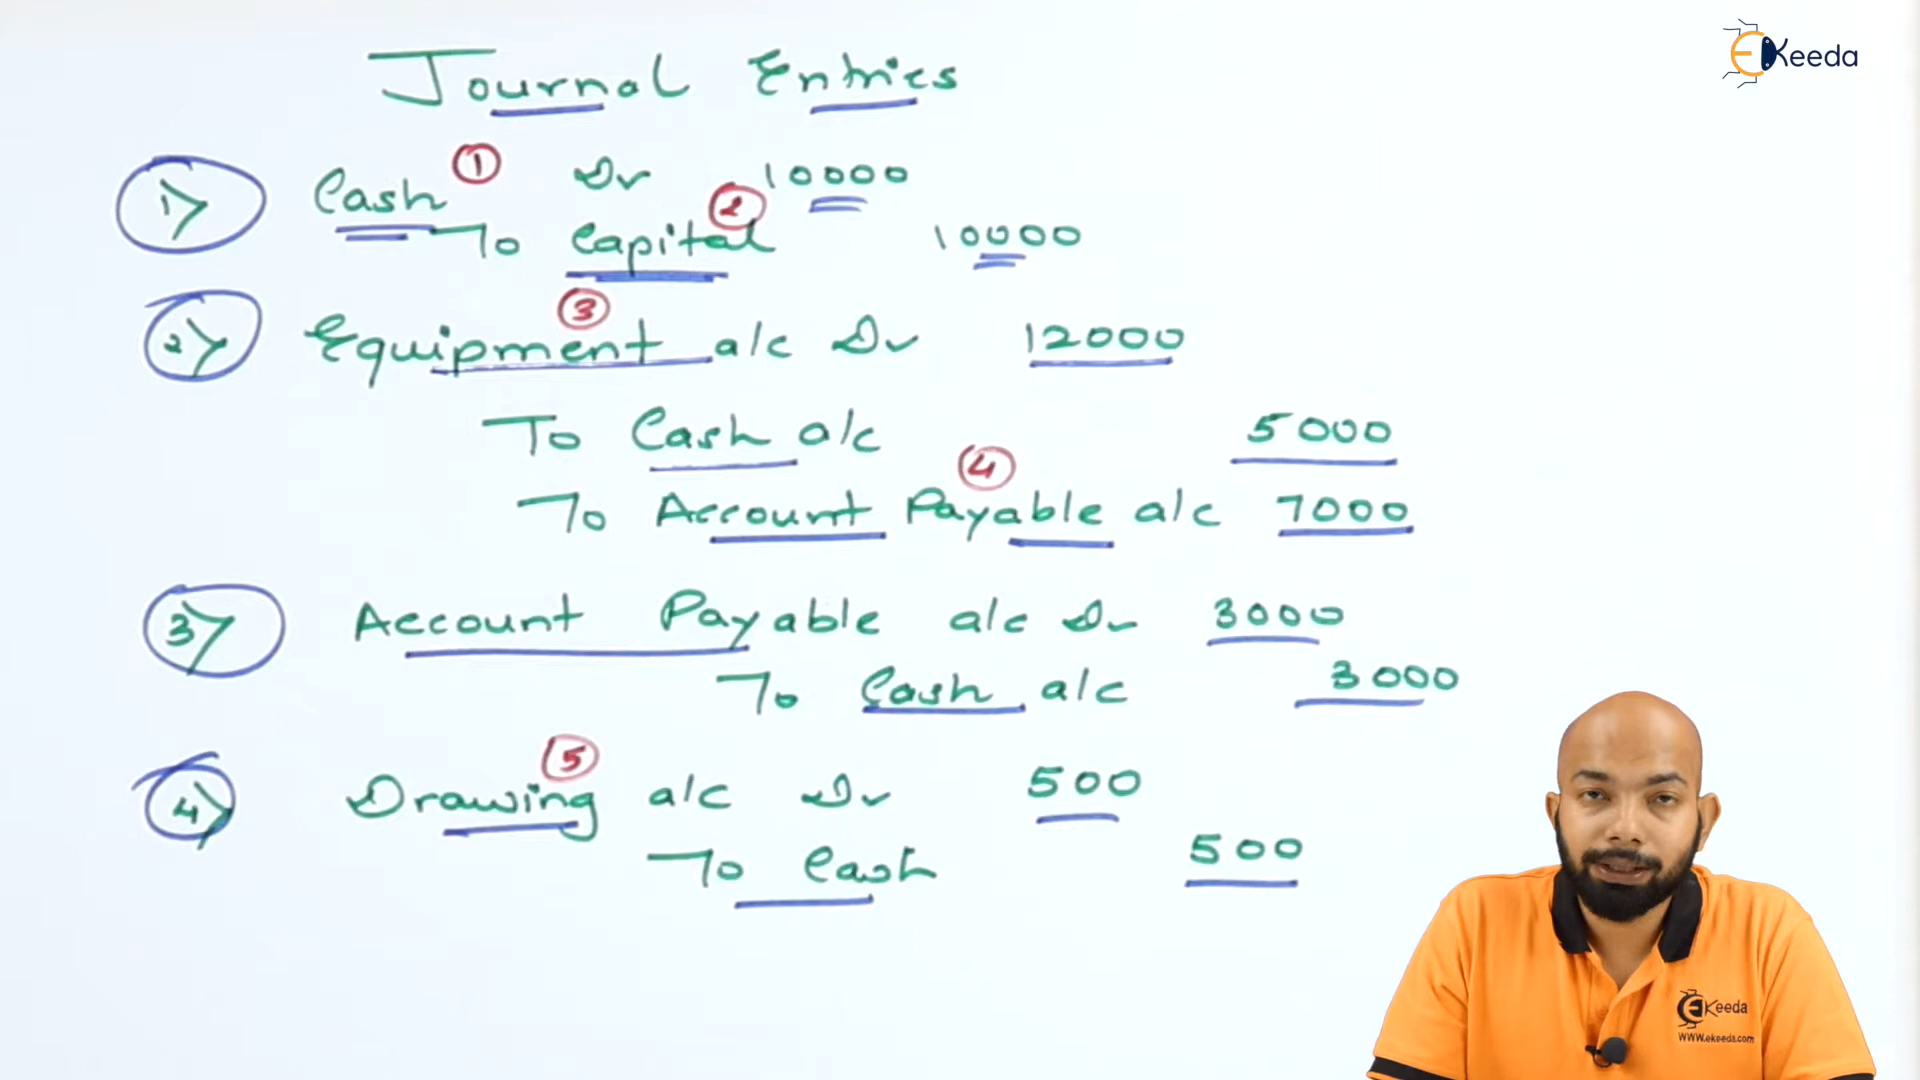 Journal Entries
EKeeda
1) Cash ① Dr 10000
To Capital ② 10000
2) Equipment ③ a/c Dr 12000
To Cash a/c 5000
To Account Payable ④ a/c 7000
3) Account Payable a/c Dr 3000
To Cash a/c 3000
4) Drawing ⑤ a/c Dr 500
To Cash 500
EKeeda
www.ekeeda.com